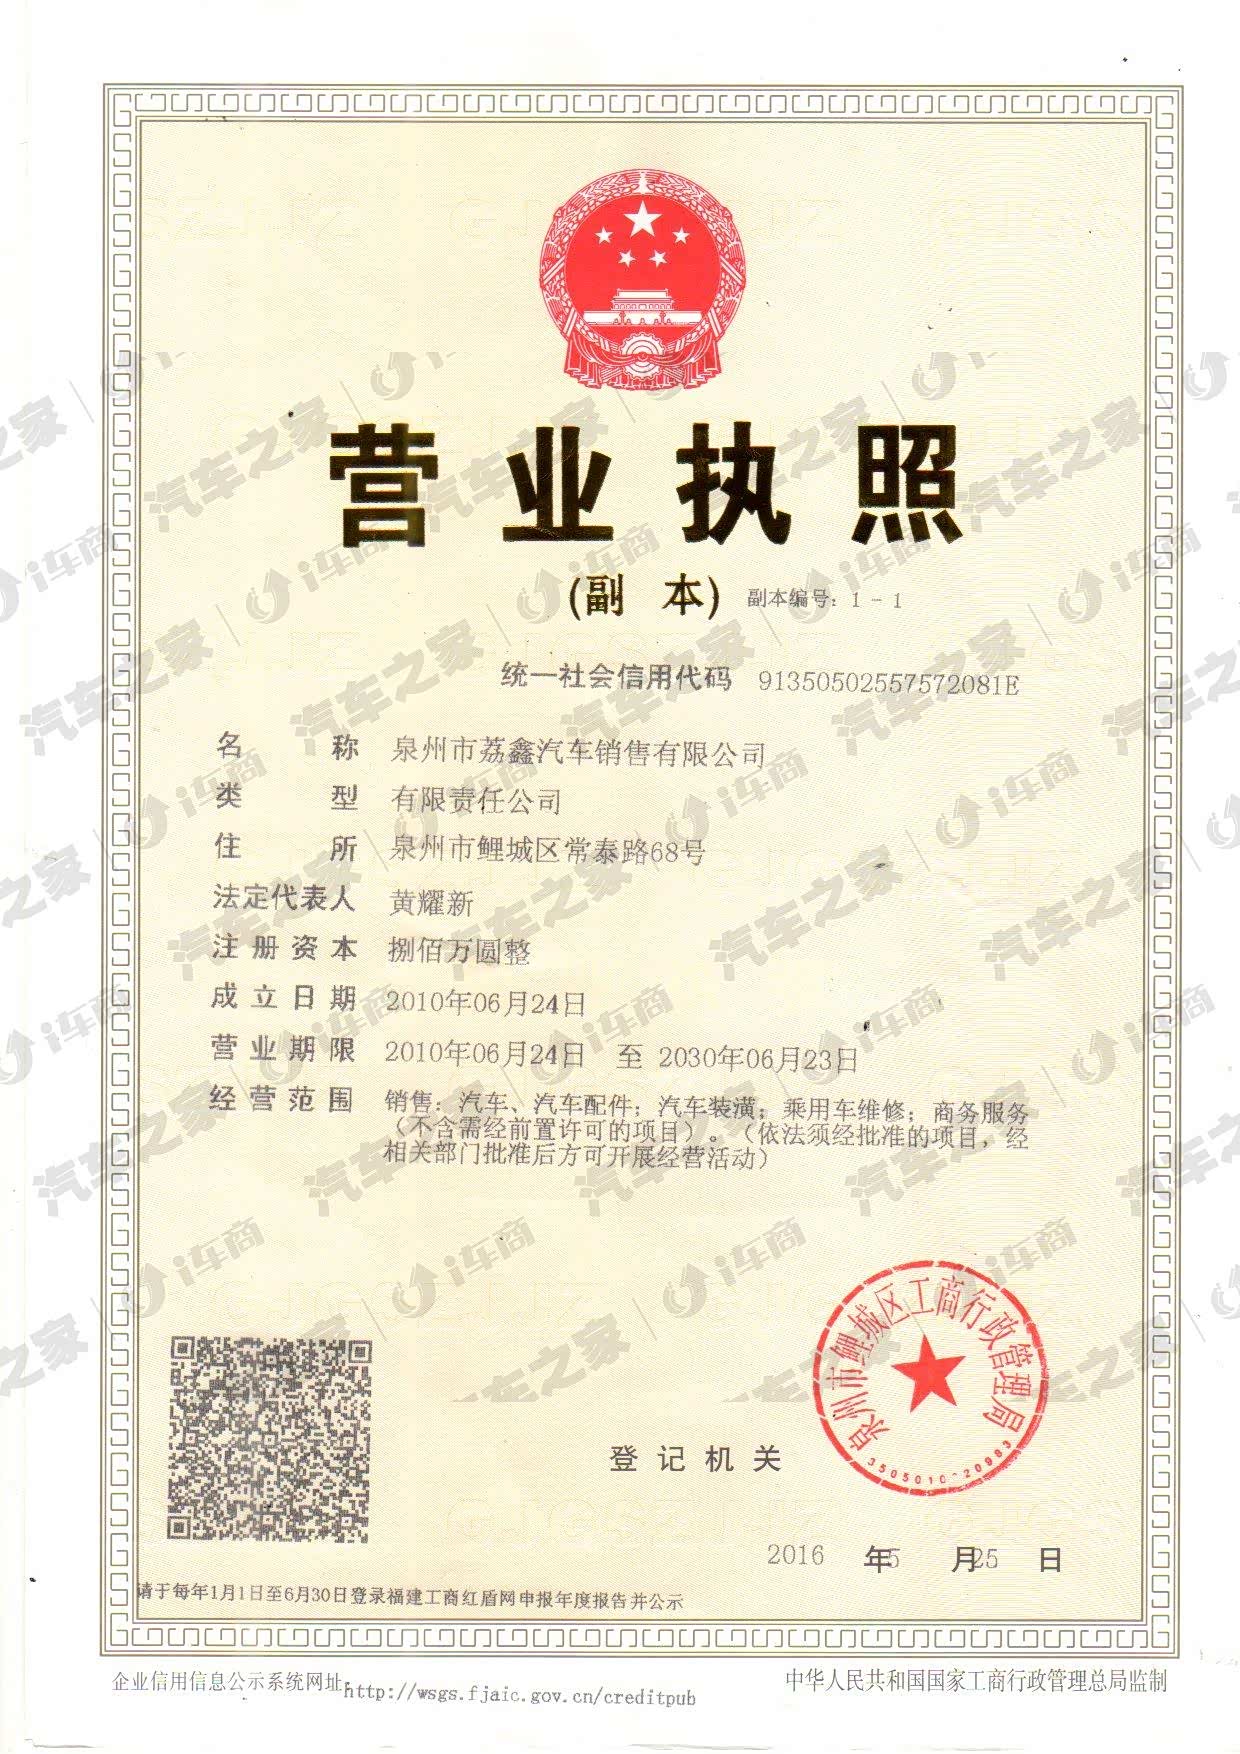 营业执照
(副 本) 副本编号：1－1
统一社会信用代码 91350502557572081E
名称 泉州市荔鑫汽车销售有限公司
类型 有限责任公司
住所 泉州市鲤城区常泰路68号
法定代表人 黄耀新
注册资本 捌佰万圆整
成立日期 2010年06月24日
营业期限 2010年06月24日 至 2030年06月23日
经营范围 销售：汽车、汽车配件；汽车装潢；乘用车维修；商务服务
（不含需经前置许可的项目）。（依法须经批准的项目，经
相关部门批准后方可开展经营活动）
泉州市鲤城区工商行政管理局
登记机关
2016 年5 月25 日
请于每年1月1日至6月30日登录福建工商红盾网申报年度报告并公示
企业信用信息公示系统网址：http://wsgs.fjaic.gov.cn/creditpub
中华人民共和国国家工商行政管理总局监制
汽车之家 | i车商